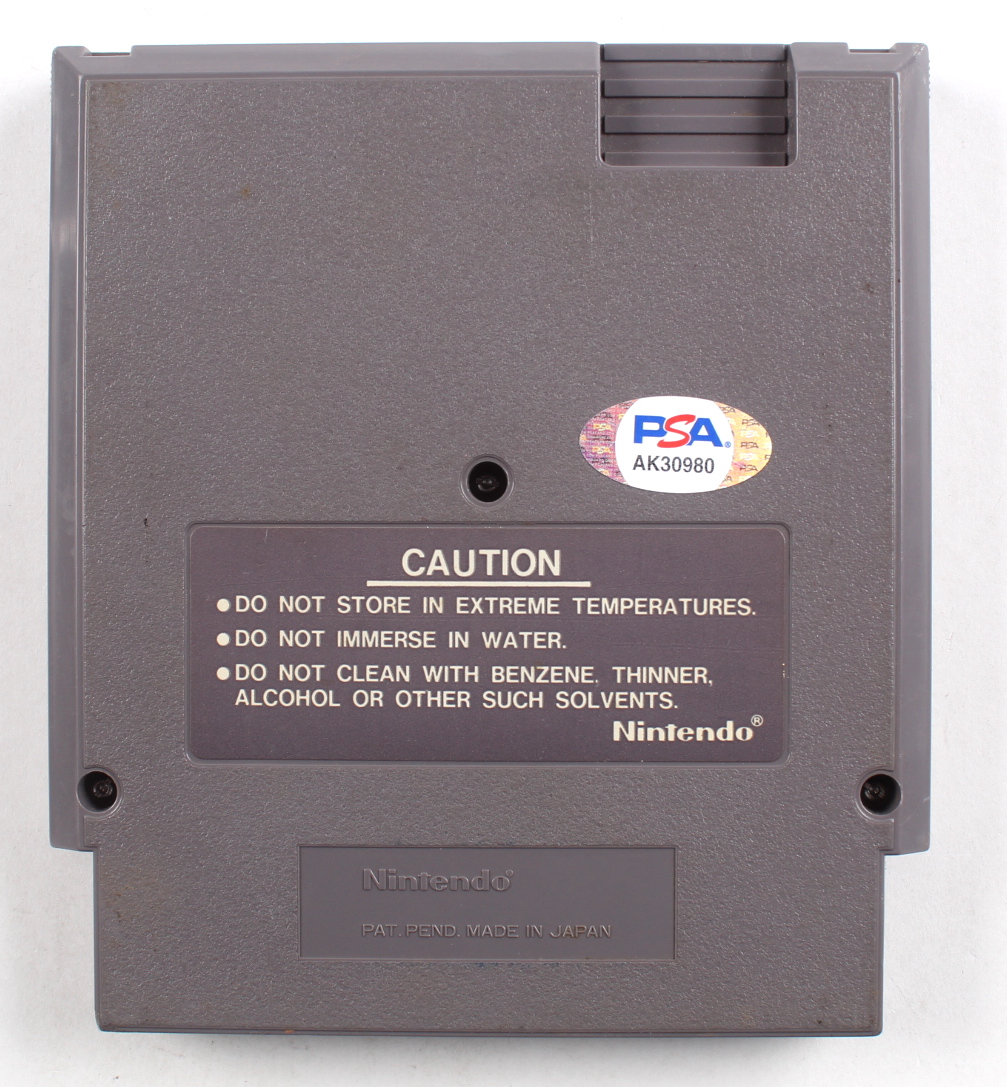 PSA®
AK30980
CAUTION
● DO NOT STORE IN EXTREME TEMPERATURES.
● DO NOT IMMERSE IN WATER.
● DO NOT CLEAN WITH BENZENE, THINNER,
ALCOHOL OR OTHER SUCH SOLVENTS.
Nintendo®
Nintendo®
PAT. PEND. MADE IN JAPAN